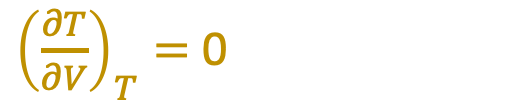 (∂T/∂V)_T = 0